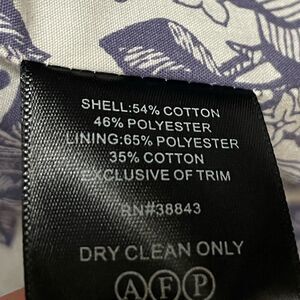 SHELL:54% COTTON
46% POLYESTER
LINING:65% POLYESTER
35% COTTON
EXCLUSIVE OF TRIM
RN#38843
DRY CLEAN ONLY
A F P